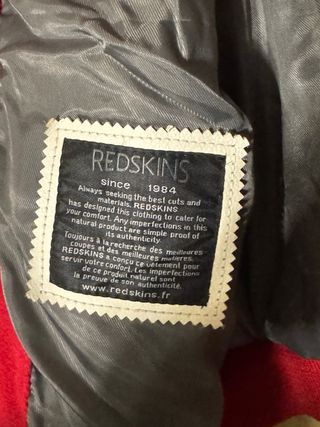 REDSKINS
since 1984
Always seeking the best cuts and
materials. REDSKINS
has designed this clothing to cater for
your comfort. Any imperfections in this
natural product are simple proof of
its authenticity.
Toujours à la recherche des meilleures
coupes et des meilleures matières,
REDSKINS a conçu ce vêtement pour
servir votre confort. Les imperfections
de ce produit naturel sont
la preuve de son authenticité.
www.redskins.fr